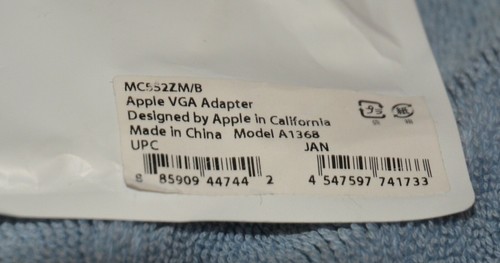 MC552ZM/B
Apple VGA Adapter
Designed by Apple in California
Made in China Model A1368
UPC JAN
8 85909 44744 2 4 547597 741733